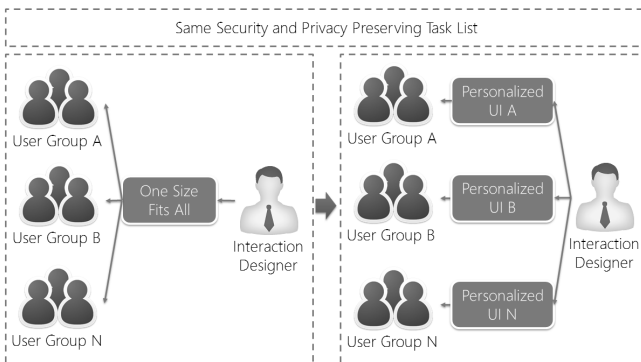 Same Security and Privacy Preserving Task List
User Group A
User Group B
User Group N
One Size
Fits All
Interaction
Designer
User Group A
User Group B
User Group N
Personalized
UI A
Personalized
UI B
Personalized
UI N
Interaction
Designer